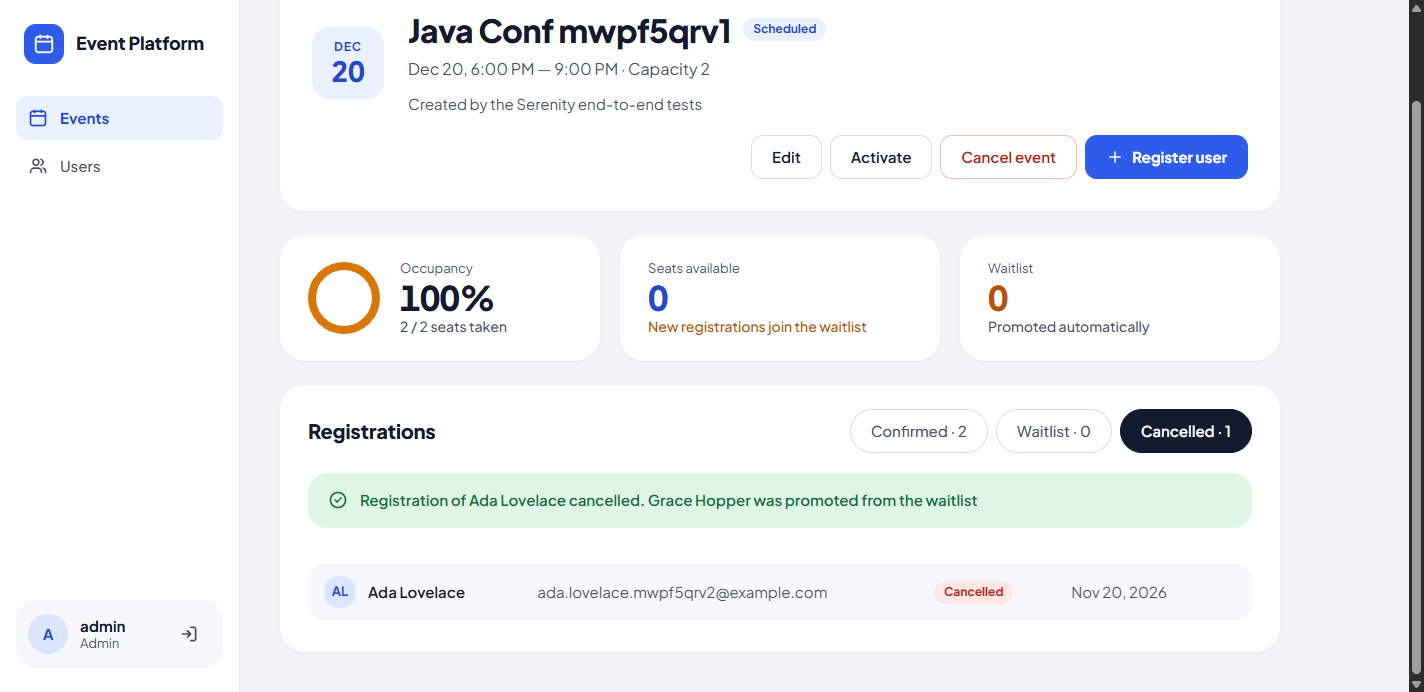 Event Platform
Events
Users
A
admin
Admin
DEC
20
Java Conf mwpf5qrv1
Scheduled
Dec 20, 6:00 PM — 9:00 PM · Capacity 2
Created by the Serenity end-to-end tests
Edit
Activate
Cancel event
Register user
Occupancy
100%
2 / 2 seats taken
Seats available
0
New registrations join the waitlist
Waitlist
0
Promoted automatically
Registrations
Confirmed · 2
Waitlist · 0
Cancelled · 1
Registration of Ada Lovelace cancelled. Grace Hopper was promoted from the waitlist
AL
Ada Lovelace
ada.lovelace.mwpf5qrv2@example.com
Cancelled
Nov 20, 2026